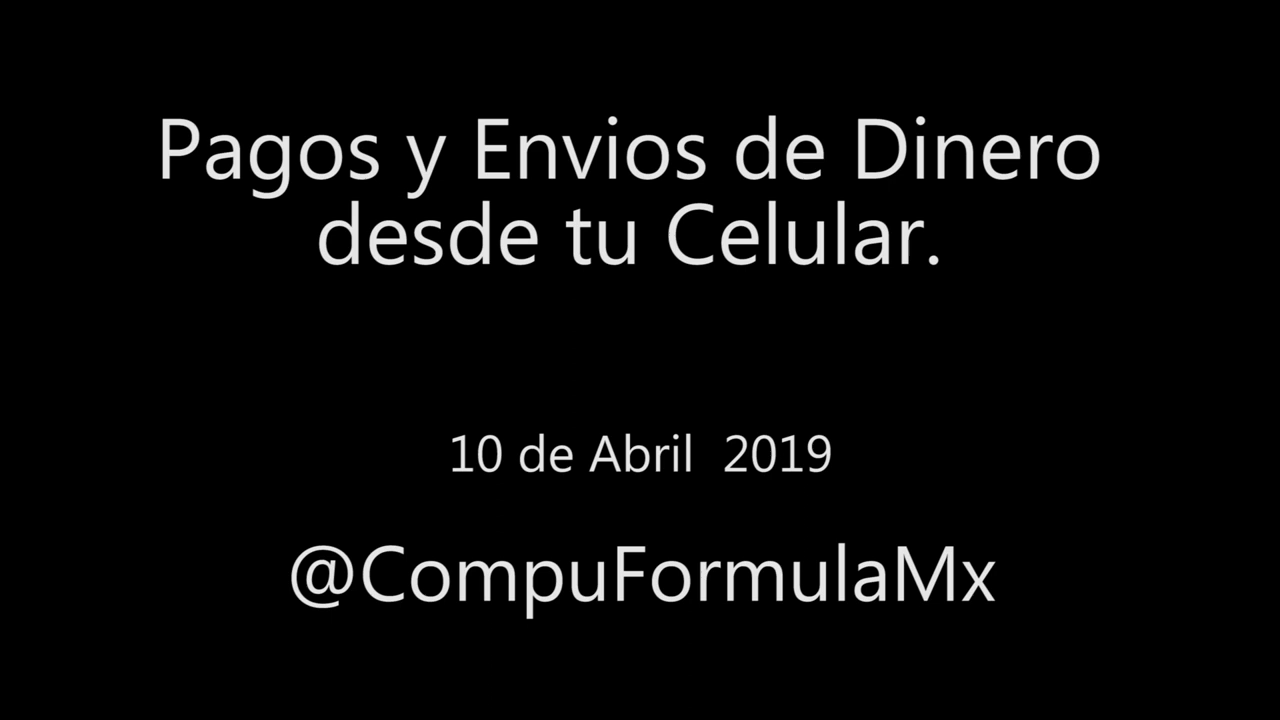 Pagos y Envios de Dinero
desde tu Celular.
10 de Abril  2019
@CompuFormulaMx